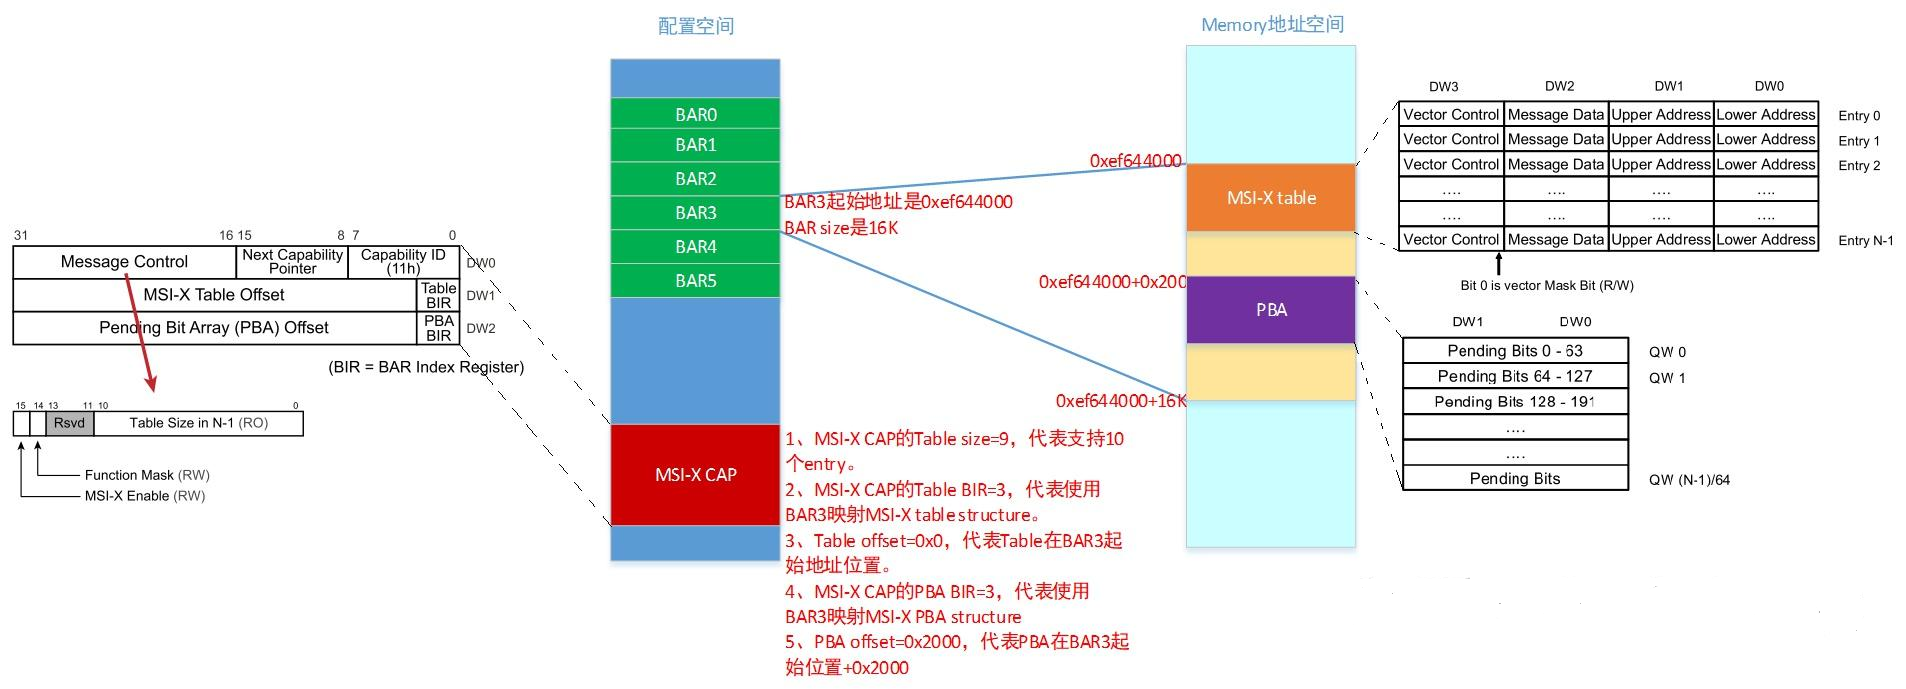 配置空间
Memory地址空间
BAR0
BAR1
BAR2
BAR3
BAR4
BAR5
MSI-X CAP
BAR3起始地址是0xef644000
BAR size是16K
31
16 15
8 7
0
Message Control
Next Capability Pointer
Capability ID (11h)
DW0
MSI-X Table Offset
Table BIR
DW1
Pending Bit Array (PBA) Offset
PBA BIR
DW2
(BIR = BAR Index Register)
15 14 13 11 10 0
Rsvd
Table Size in N-1 (RO)
Function Mask (RW)
MSI-X Enable (RW)
1、MSI-X CAP的Table size=9，代表支持10
个entry。
2、MSI-X CAP的Table BIR=3，代表使用
BAR3映射MSI-X table structure。
3、Table offset=0x0，代表Table在BAR3起
始地址位置。
4、MSI-X CAP的PBA BIR=3，代表使用
BAR3映射MSI-X PBA structure
5、PBA offset=0x2000，代表PBA在BAR3起
始位置+0x2000
0xef644000
MSI-X table
0xef644000+0x200
PBA
0xef644000+16K
DW3 DW2 DW1 DW0
Vector Control Message Data Upper Address Lower Address Entry 0
Vector Control Message Data Upper Address Lower Address Entry 1
Vector Control Message Data Upper Address Lower Address Entry 2
.... .... .... ....
.... .... .... ....
Vector Control Message Data Upper Address Lower Address Entry N-1
Bit 0 is vector Mask Bit (R/W)
DW1 DW0
Pending Bits 0 - 63 QW 0
Pending Bits 64 - 127 QW 1
Pending Bits 128 - 191
....
....
Pending Bits QW (N-1)/64